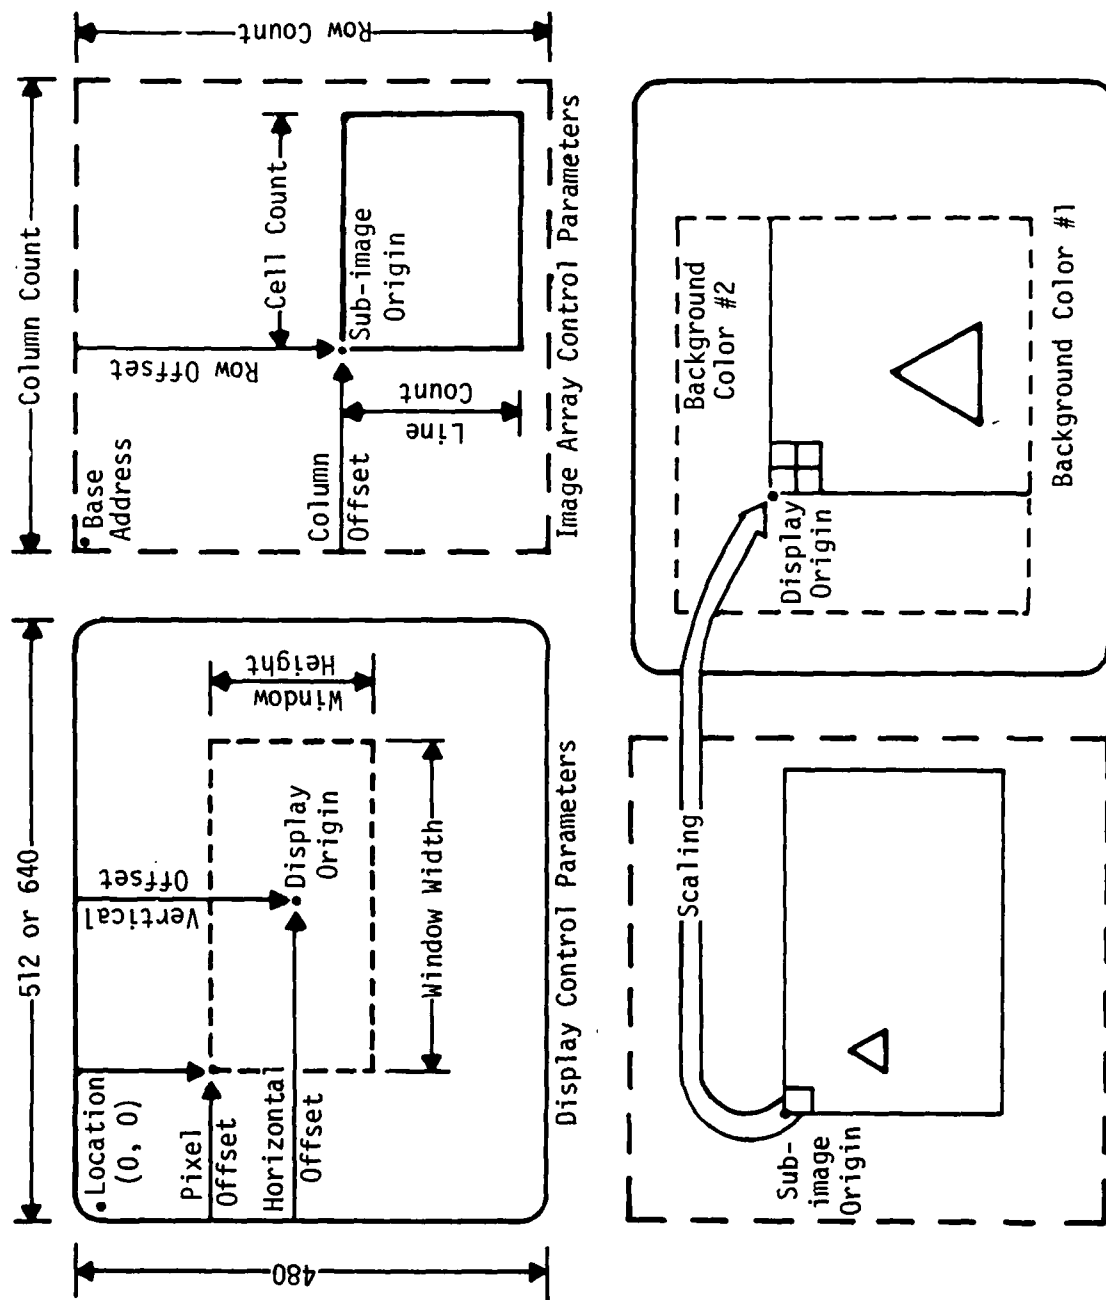 512 or 640
480
Location
(0, 0)
Vertical
Offset
Pixel
Offset
Horizontal
Offset
Display
Origin
Window
Height
Window Width
Display Control Parameters
Column Count
Row Count
Base
Address
Row Offset
Cell Count
Column
Offset
Sub-image
Origin
Line
Count
Image Array Control Parameters
Scaling
Sub-
image
Origin
Background
Color #2
Display
Origin
Background Color #1